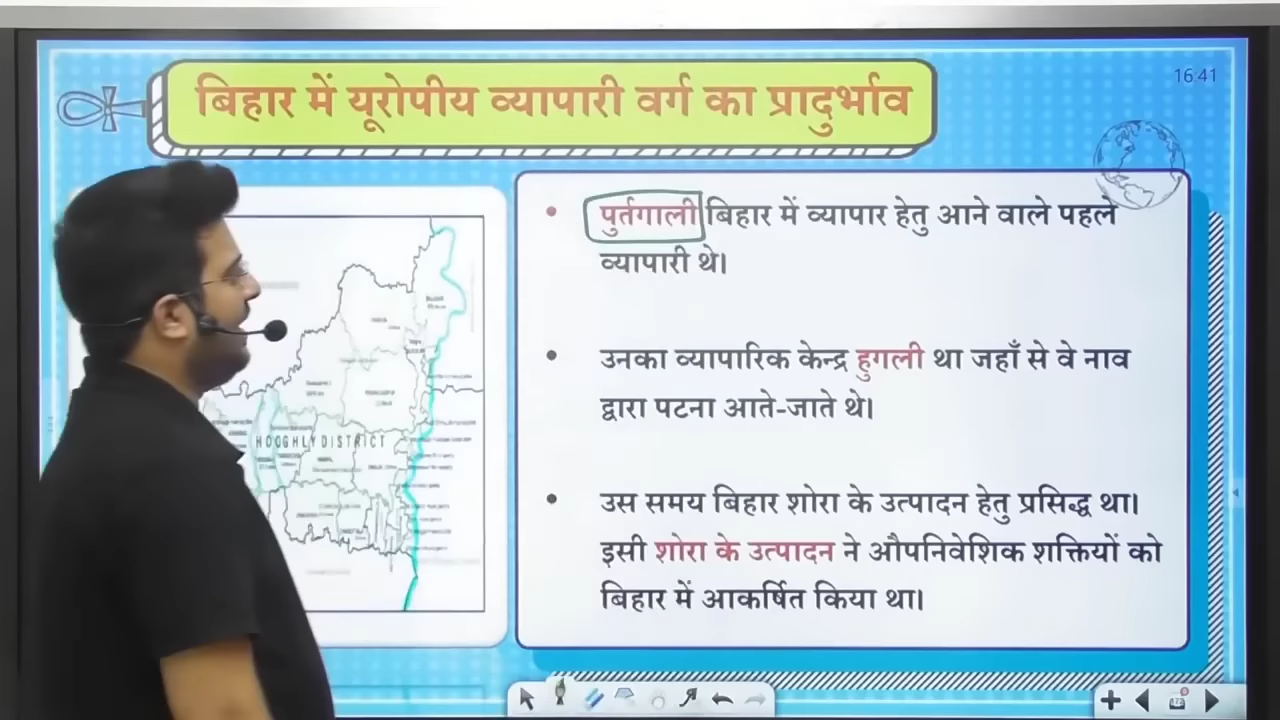 बिहार में यूरोपीय व्यापारी वर्ग का प्रादुर्भाव
16:41
• पुर्तगाली बिहार में व्यापार हेतु आने वाले पहले
व्यापारी थे।
• उनका व्यापारिक केन्द्र हुगली था जहाँ से वे नाव
द्वारा पटना आते-जाते थे।
• उस समय बिहार शोरा के उत्पादन हेतु प्रसिद्ध था।
इसी शोरा के उत्पादन ने औपनिवेशिक शक्तियों को
बिहार में आकर्षित किया था।
HOOGHLY DISTRICT